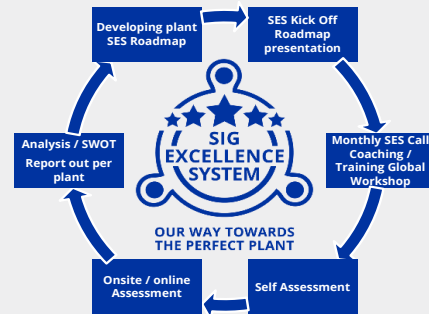 Developing plant
SES Roadmap
SES Kick Off
Roadmap
presentation
Monthly SES Call
Coaching /
Training Global
Workshop
Self Assessment
Onsite / online
Assessment
Analysis / SWOT
Report out per
plant
SIG
EXCELLENCE
SYSTEM
OUR WAY TOWARDS
THE PERFECT PLANT